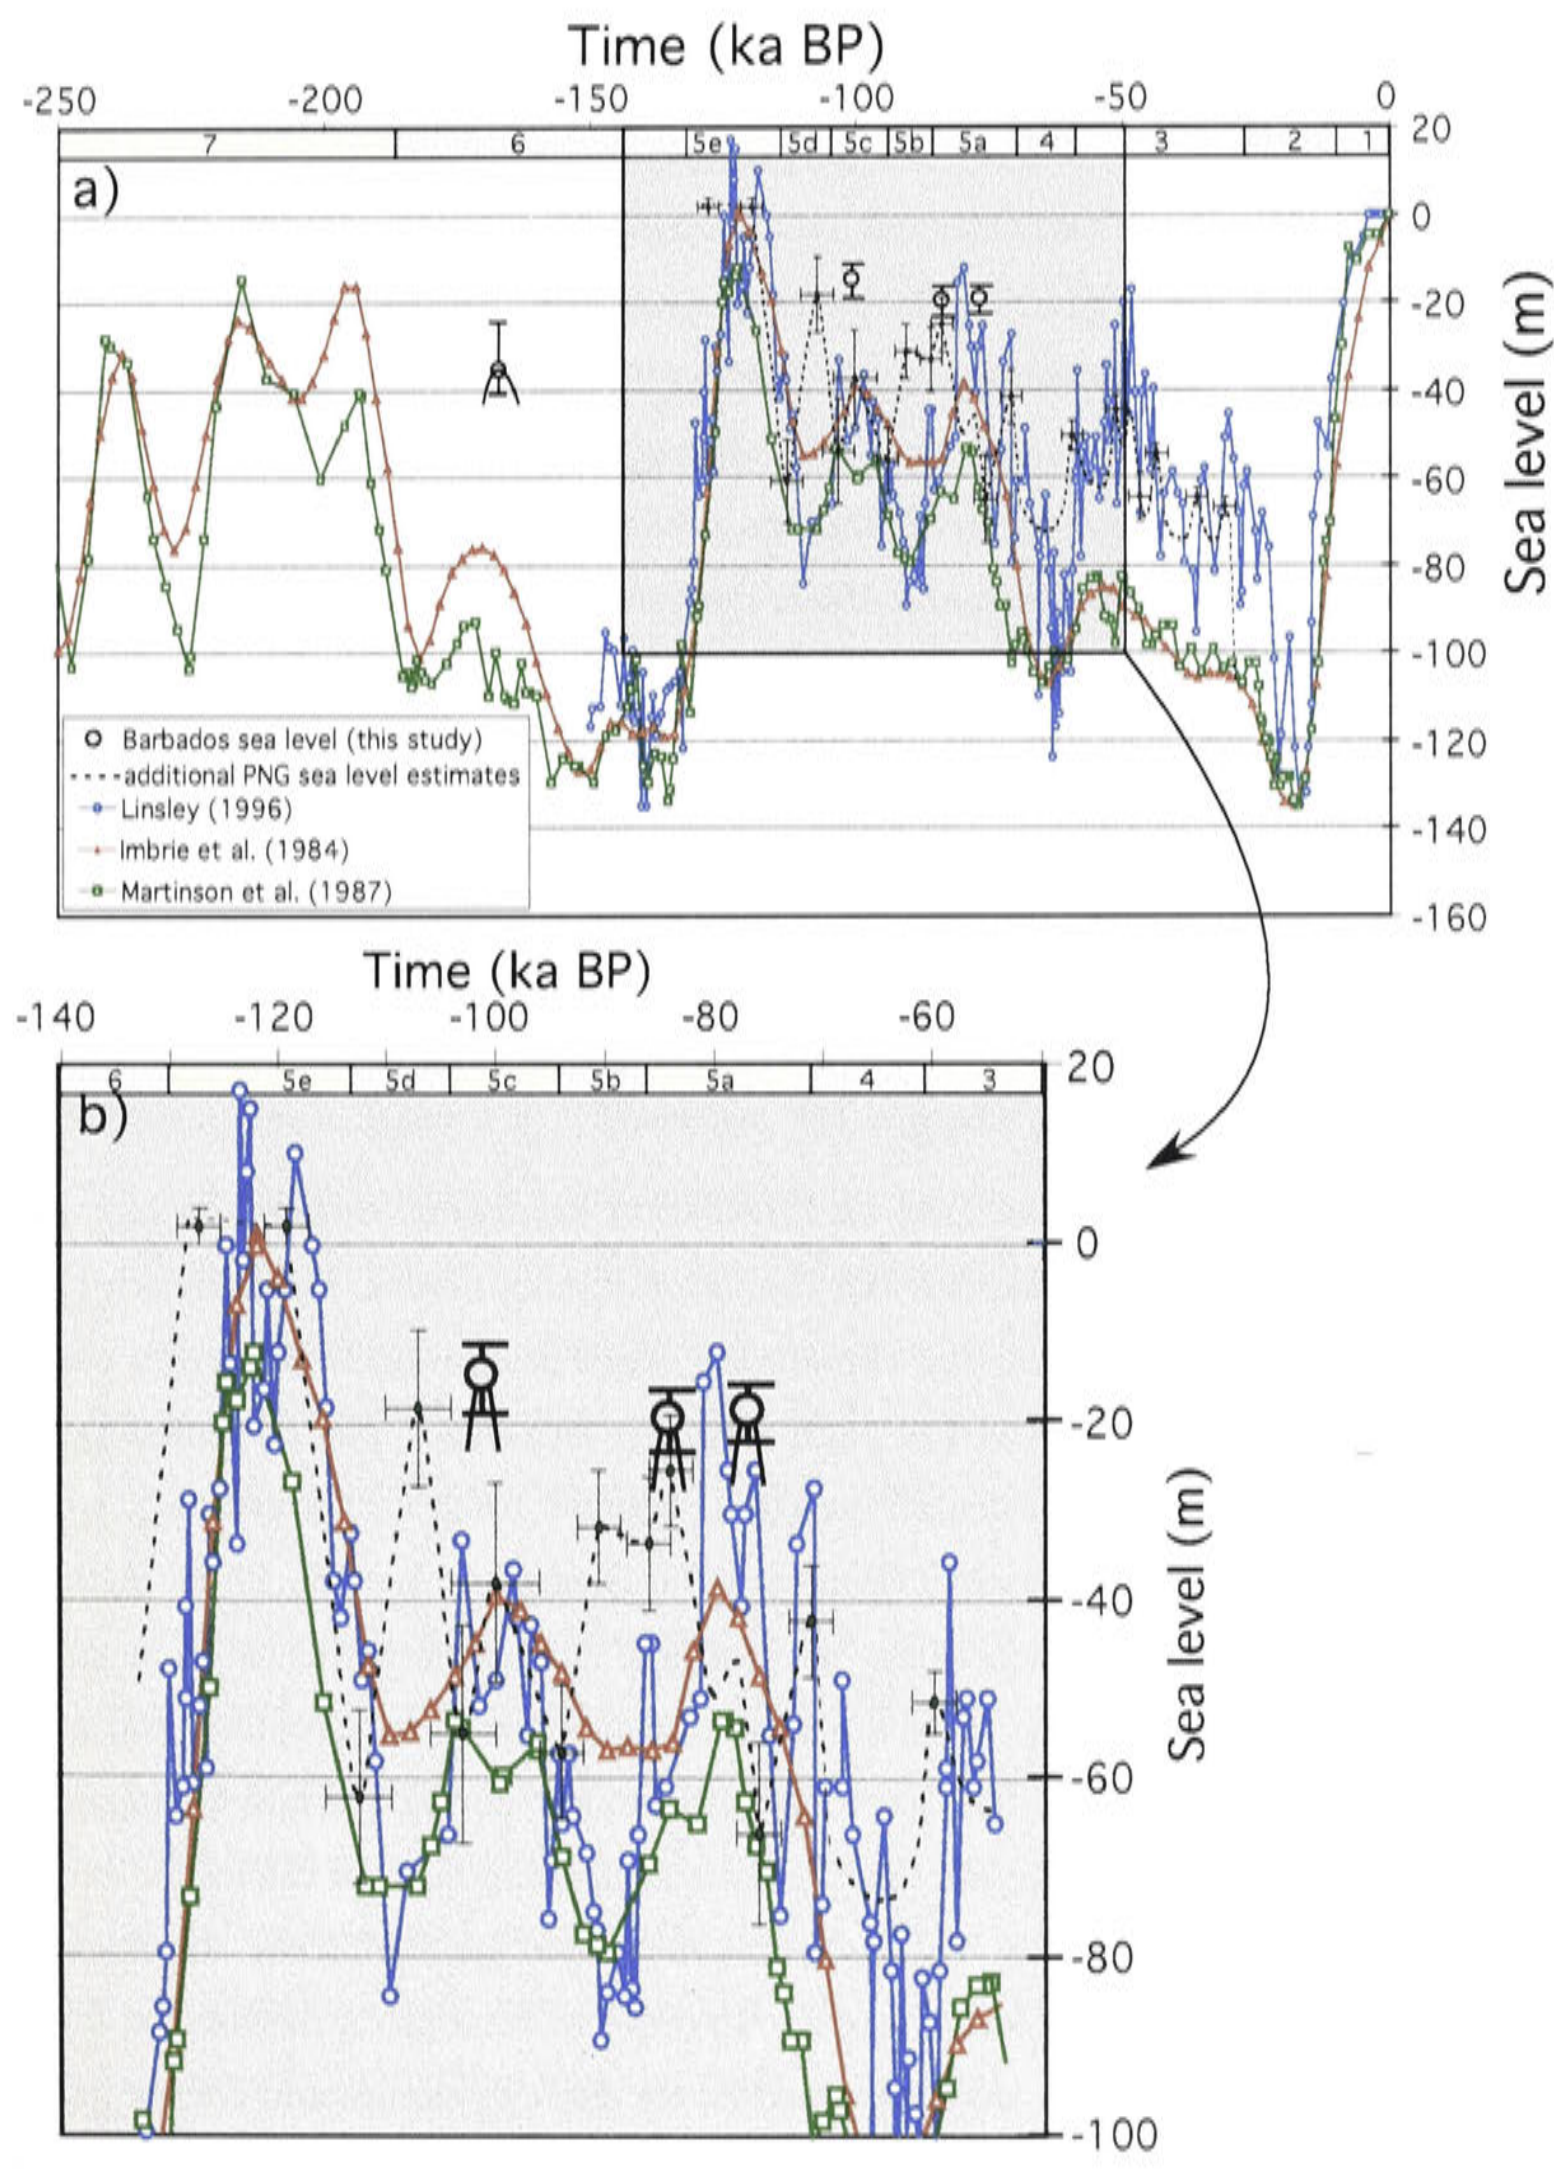 Time (ka BP)
-250 -200 -150 -100 -50 0
7 6 5e 5d 5c 5b 5a 4 3 2 1
a)
20
0
-20
-40
-60
-80
-100
-120
-140
-160
Sea level (m)
Barbados sea level (this study)
additional PNG sea level estimates
Linsley (1996)
Imbrie et al. (1984)
Martinson et al. (1987)
Time (ka BP)
-140 -120 -100 -80 -60
6 5e 5d 5c 5b 5a 4 3
b)
20
0
-20
-40
-60
-80
-100
Sea level (m)